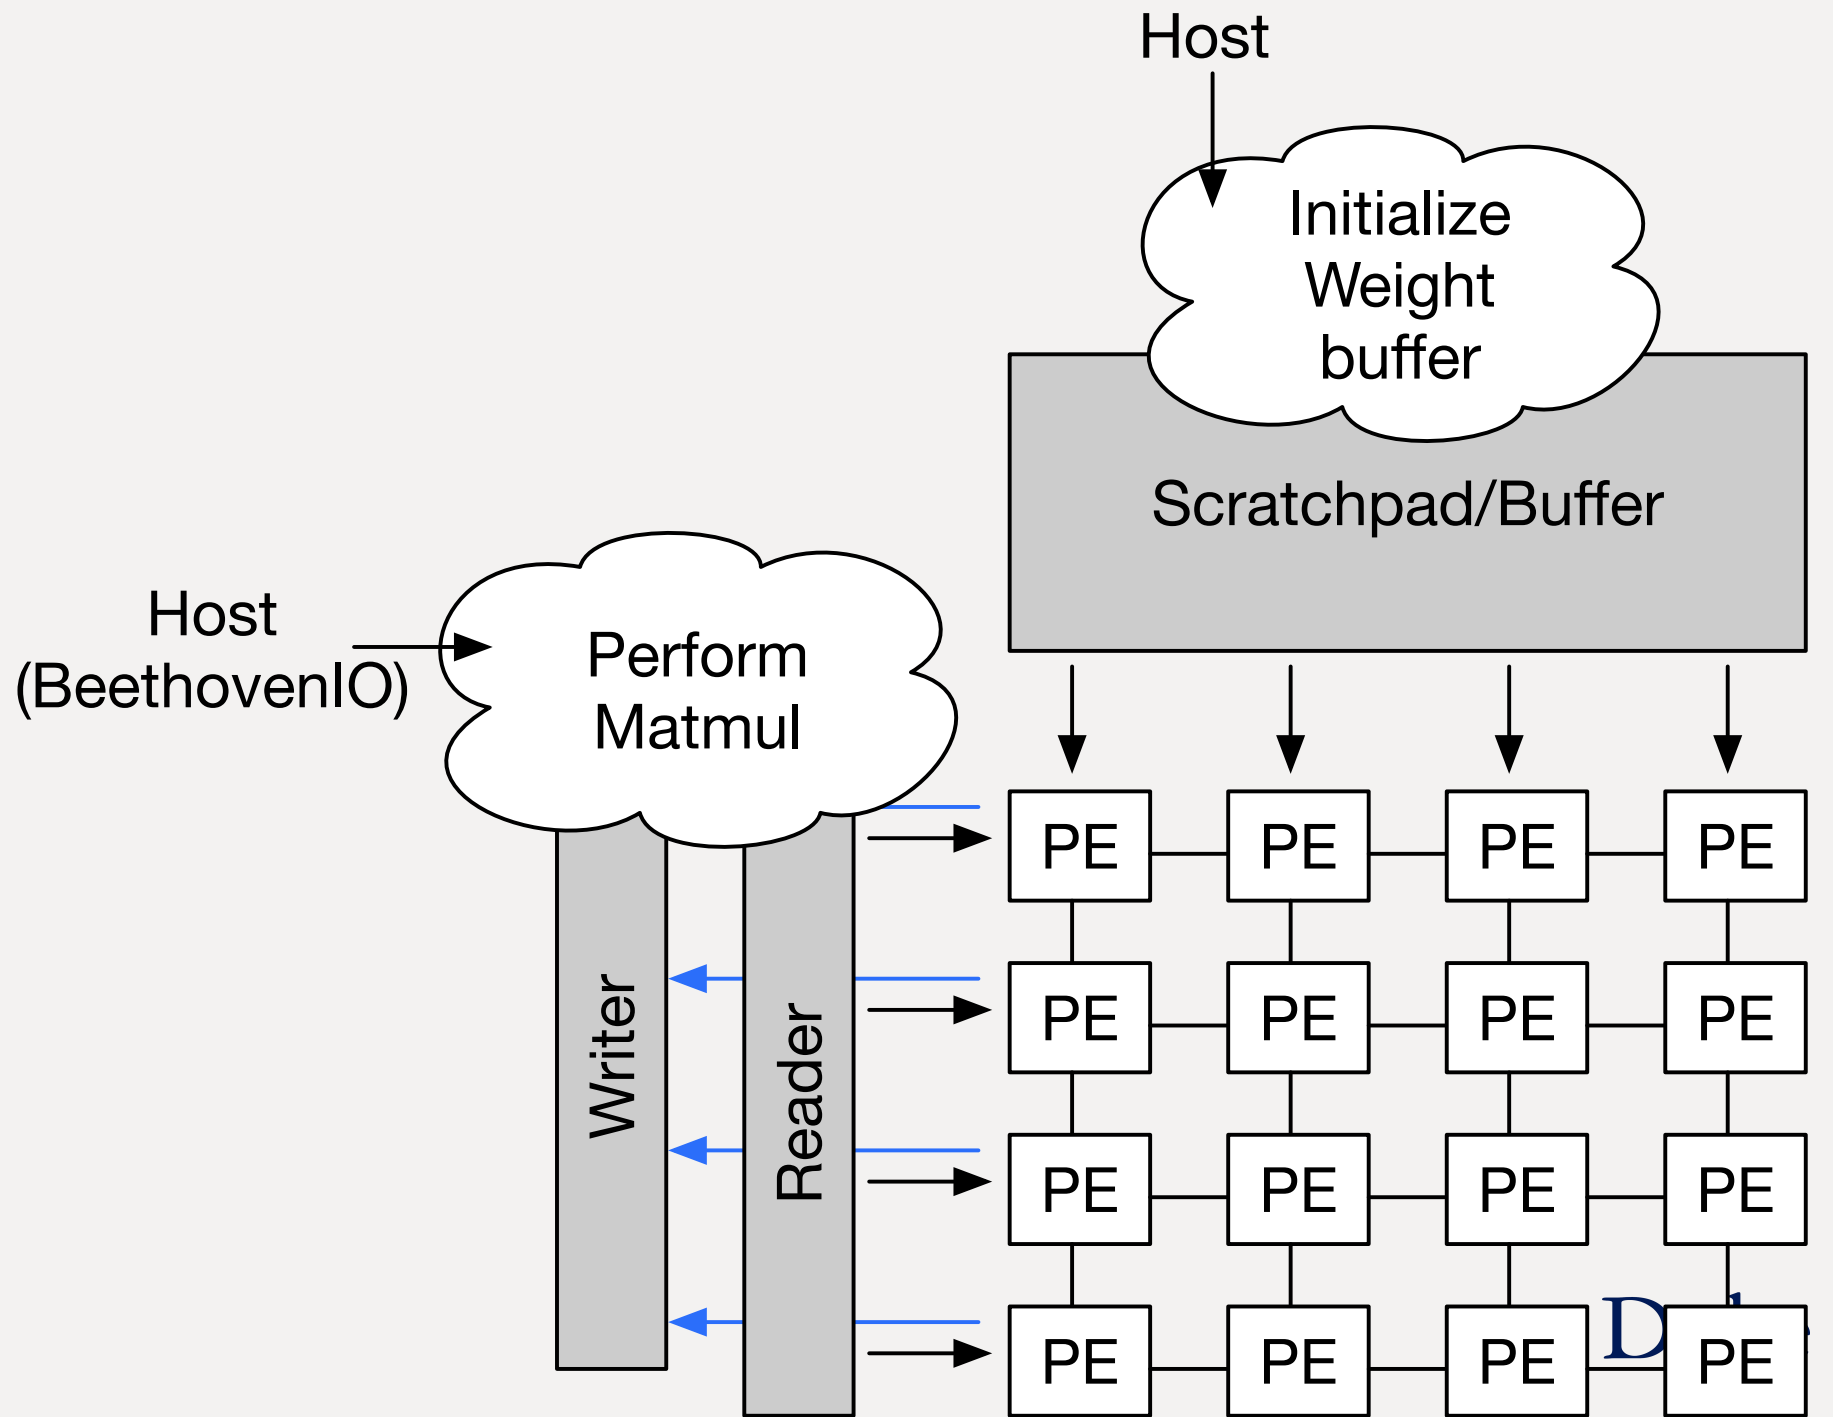 Host
Initialize
Weight
buffer
Scratchpad/Buffer
Host
(BeethovenIO)
Perform
Matmul
PE PE PE PE
Writer
Reader
PE PE PE PE
PE PE PE PE
PE PE PE PE